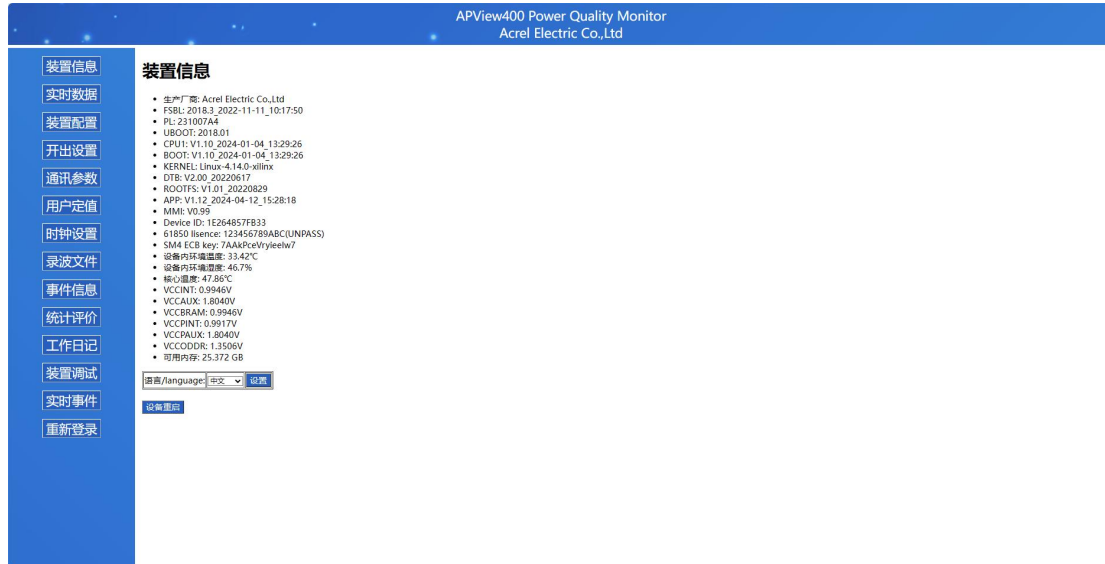 APView400 Power Quality Monitor
Acrel Electric Co.,Ltd
装置信息
实时数据
装置配置
开出设置
通讯参数
用户定值
时钟设置
录波文件
事件信息
统计评价
工作日记
装置调试
实时事件
重新登录
装置信息
生产厂商: Acrel Electric Co.,Ltd
FSBL: 2018.3_2022-11-11_10:17:50
PL: 231007A4
UBOOT: 2018.01
CPU1: V1.10_2024-01-04_13:29:26
BOOT: V1.10_2024-01-04_13:29:26
KERNEL: Linux-4.14.0-xilinx
DTB: V2.00_20220617
ROOTFS: V1.01_20220829
APP: V1.12_2024-04-12_15:28:18
MMI: V0.99
Device ID: 1E264857FB33
61850 lisence: 123456789ABC(UNPASS)
SM4 ECB key: 7AAkPceVryieelw7
设备内环境温度: 33.42℃
设备内环境湿度: 46.7%
核心温度: 47.86℃
VCCINT: 0.9946V
VCCAUX: 1.8040V
VCCBRAM: 0.9946V
VCCPINT: 0.9917V
VCCPAUX: 1.8040V
VCCODDR: 1.3506V
可用内存: 25.372 GB
语言/language: 中文 设置
设备重启